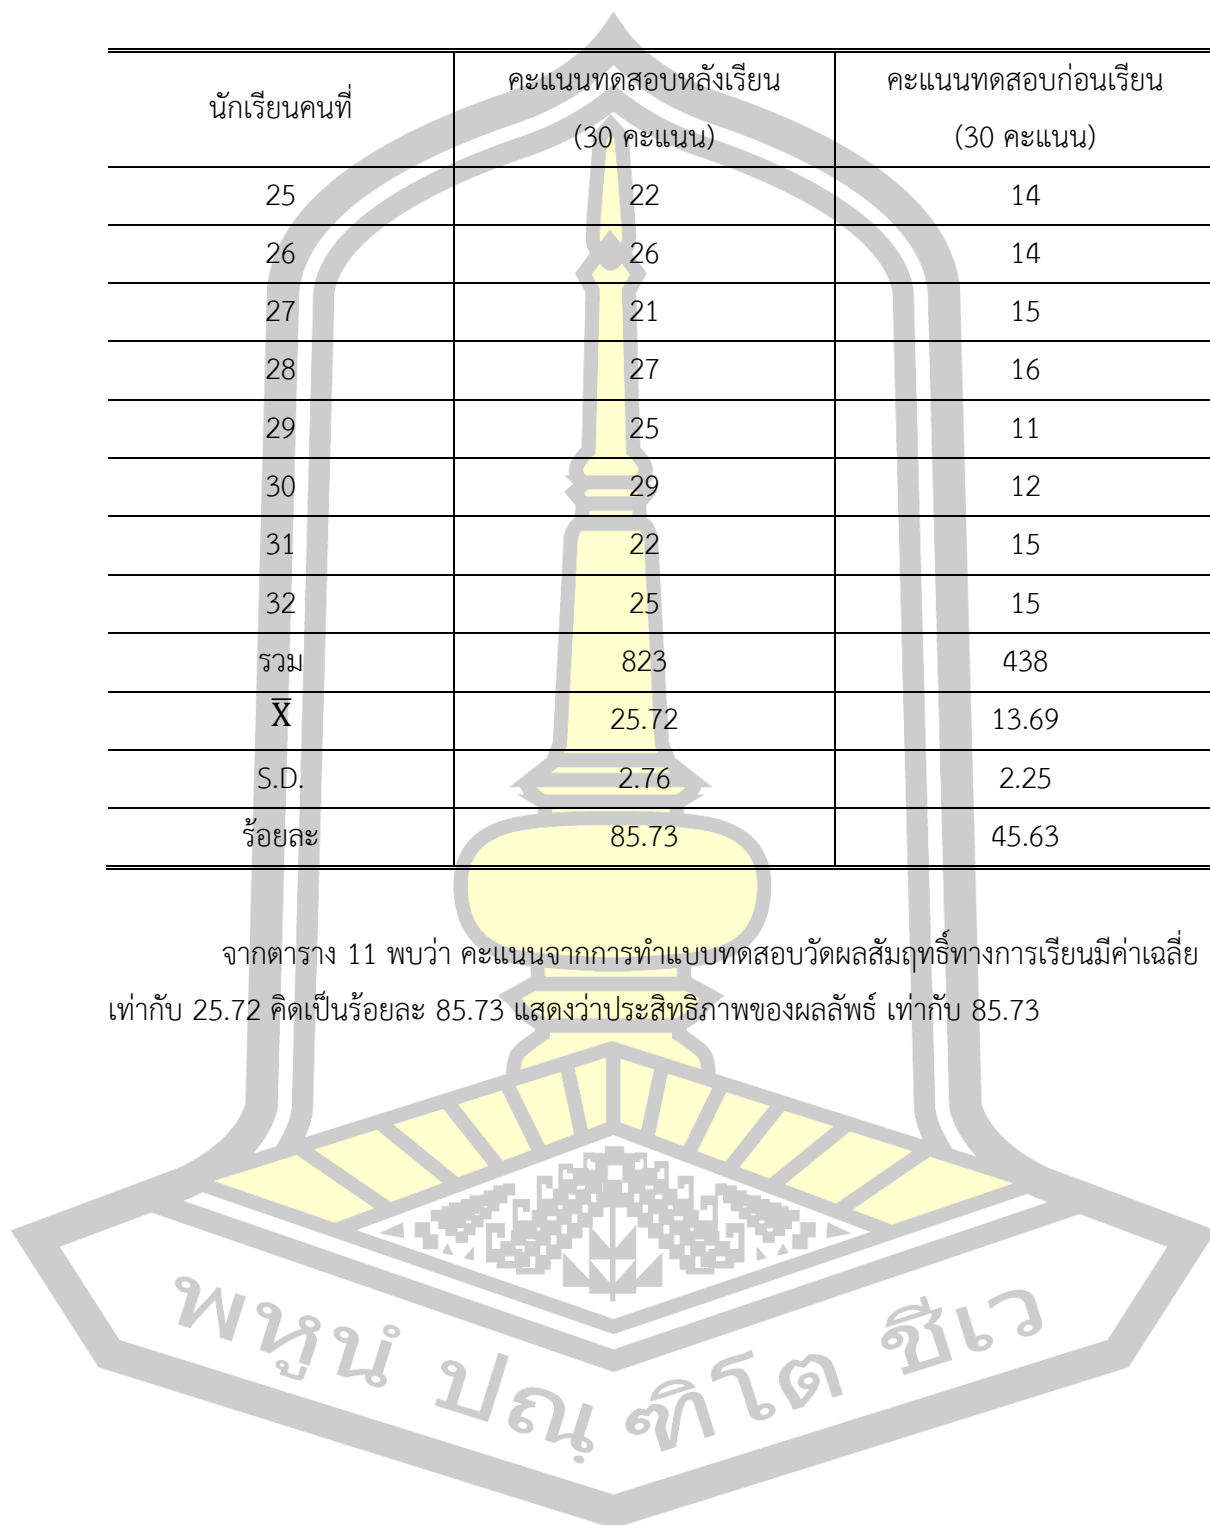 นักเรียนคนที่ คะแนนทดสอบหลังเรียน (30 คะแนน) คะแนนทดสอบก่อนเรียน (30 คะแนน)
25 22 14
26 26 14
27 21 15
28 27 16
29 25 11
30 29 12
31 22 15
32 25 15
รวม 823 438
X̅ 25.72 13.69
S.D. 2.76 2.25
ร้อยละ 85.73 45.63
จากตาราง 11 พบว่า คะแนนจากการทำแบบทดสอบวัดผลสัมฤทธิ์ทางการเรียนมีค่าเฉลี่ย
เท่ากับ 25.72 คิดเป็นร้อยละ 85.73 แสดงว่าประสิทธิภาพของผลลัพธ์ เท่ากับ 85.73
พหูนํ ปณฺฑิโต ชีเว